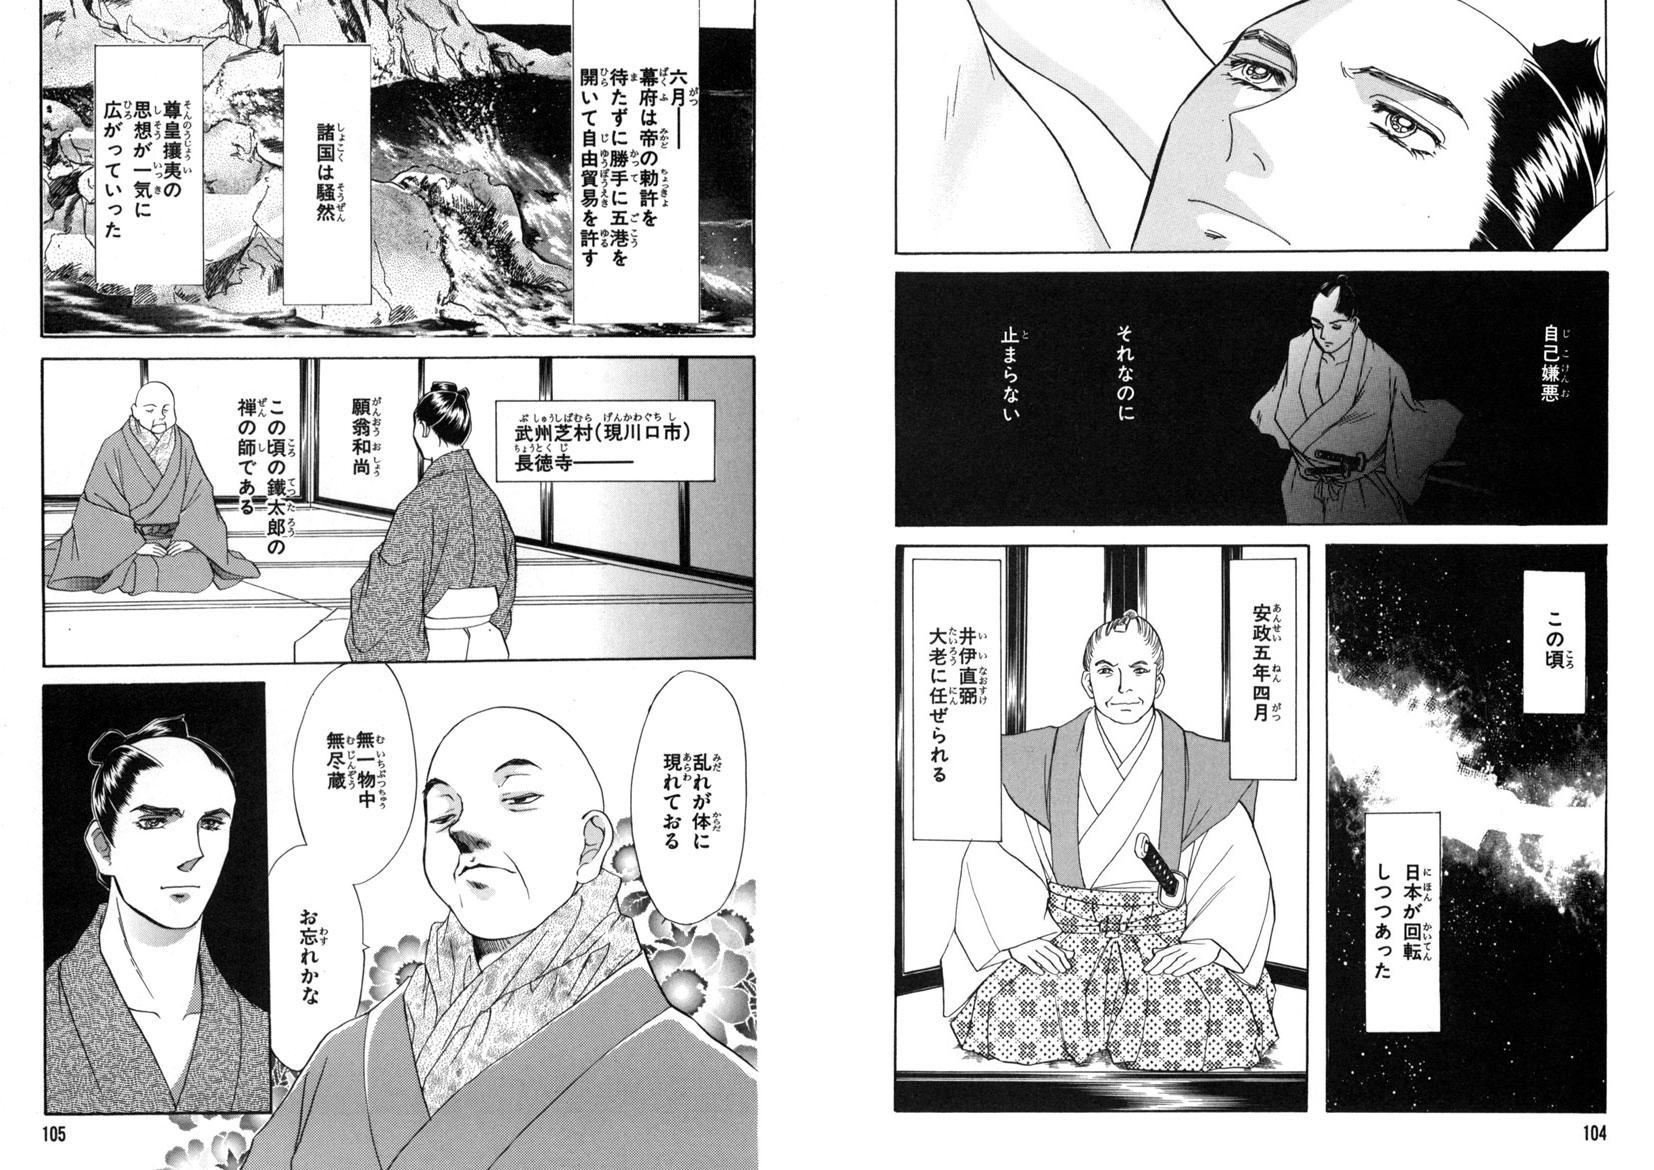 自己嫌悪
それなのに
止まらない
この頃
日本が回転
しつつあった
安政五年四月
井伊直弼
大老に任ぜられる
104
六月――
幕府は帝の勅許を
待たずに勝手に五港を
開いて自由貿易を許す
諸国は騒然
尊皇攘夷の
思想が一気に
広がっていった
武州芝村(現川口市)
長徳寺―――
願翁和尚
この頃の鐵太郎の
禅の師である
乱れが体に
現れておる
無一物中
無尽蔵
お忘れかな
105